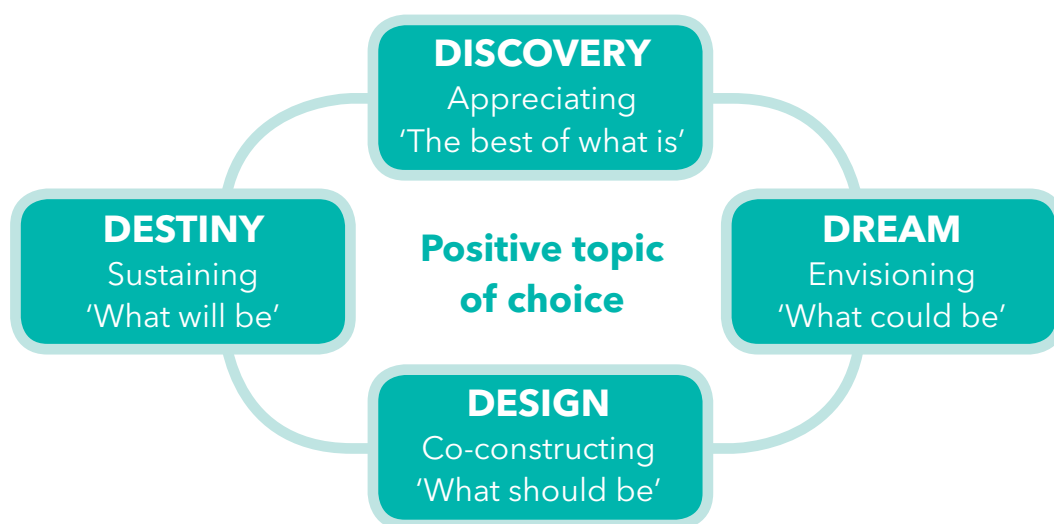 DISCOVERY
Appreciating
‘The best of what is’
DESTINY
Sustaining
‘What will be’
Positive topic
of choice
DREAM
Envisioning
‘What could be’
DESIGN
Co-constructing
‘What should be’